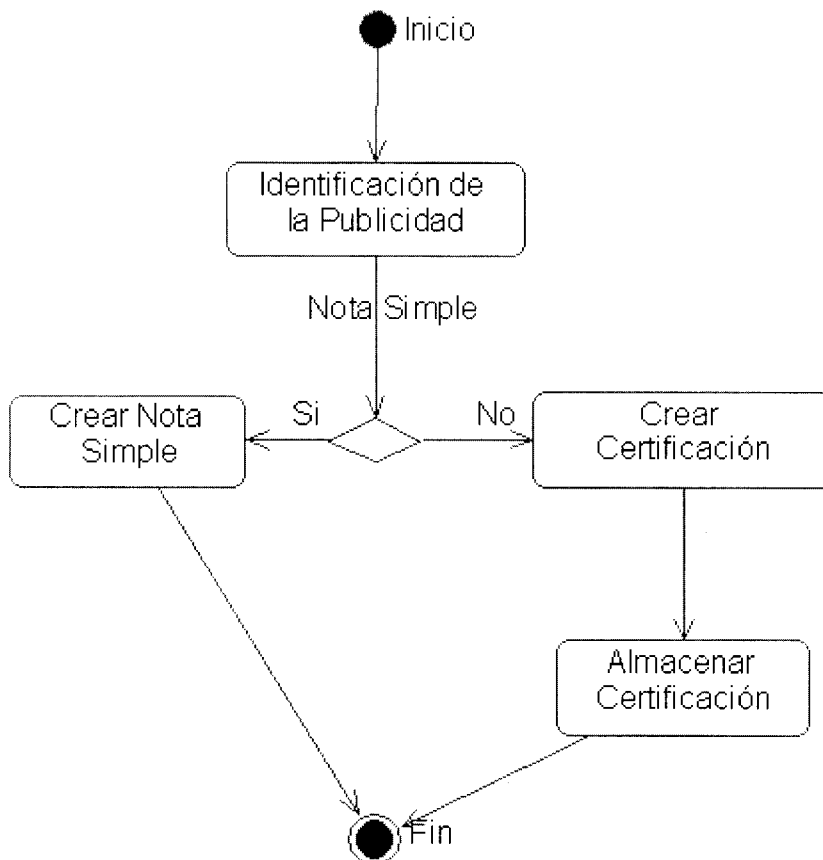 Inicio
Identificación de
la Publicidad
Nota Simple
Si
No
Crear Nota
Simple
Crear
Certificación
Almacenar
Certificación
Fin